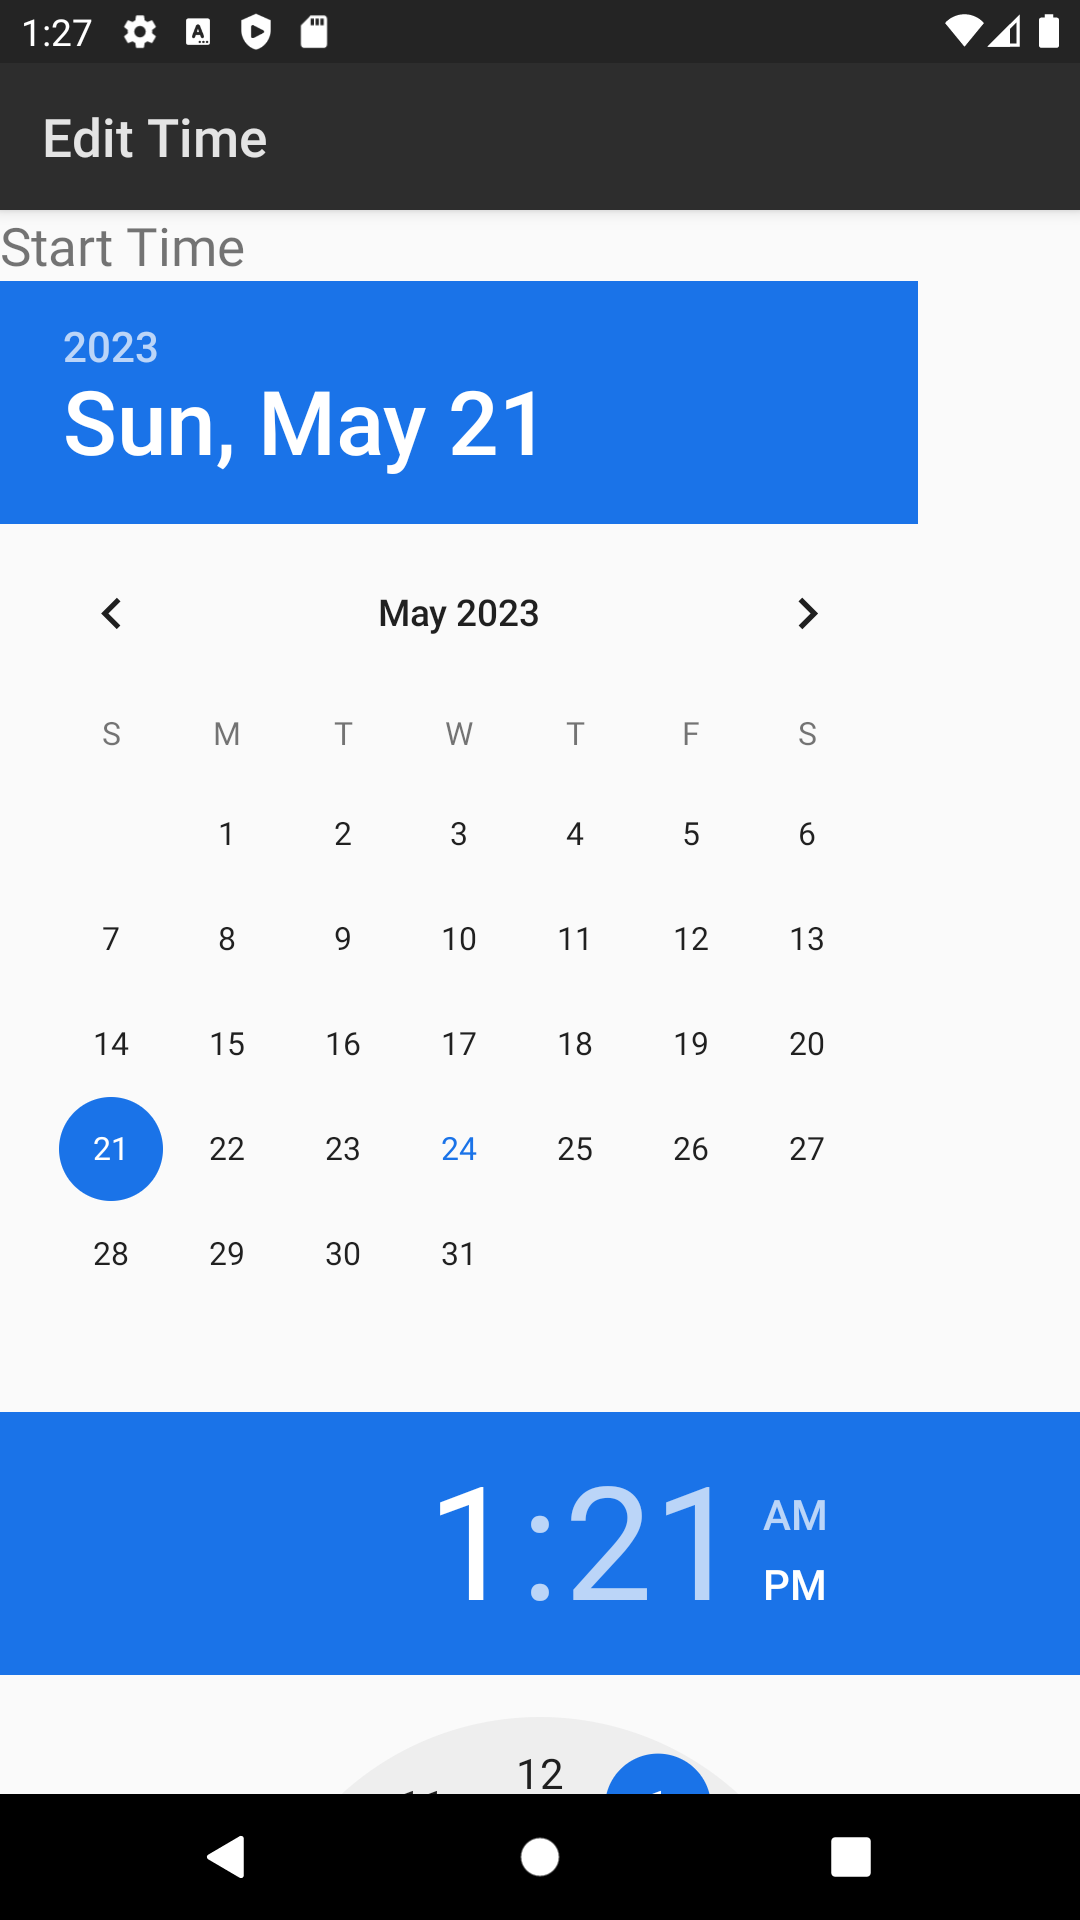 1:27
Edit Time
Start Time
2023
Sun, May 21
May 2023
S M T W T F S
1 2 3 4 5 6
7 8 9 10 11 12 13
14 15 16 17 18 19 20
21 22 23 24 25 26 27
28 29 30 31
1:21
AM
PM
12